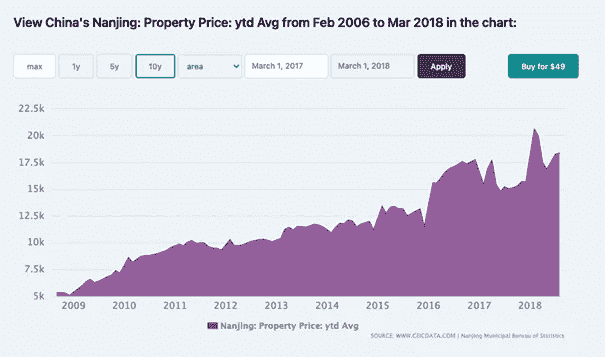 View China's Nanjing: Property Price: ytd Avg from Feb 2006 to Mar 2018 in the chart:
max 1y 5y 10y area March 1, 2017 March 1, 2018 Apply Buy for $49
22.5k
20k
17.5k
15k
12.5k
10k
7.5k
5k
2009 2010 2011 2012 2013 2014 2015 2016 2017 2018
Nanjing: Property Price: ytd Avg
SOURCE: WWW.CEICDATA.COM | Nanjing Municipal Bureau of Statistics